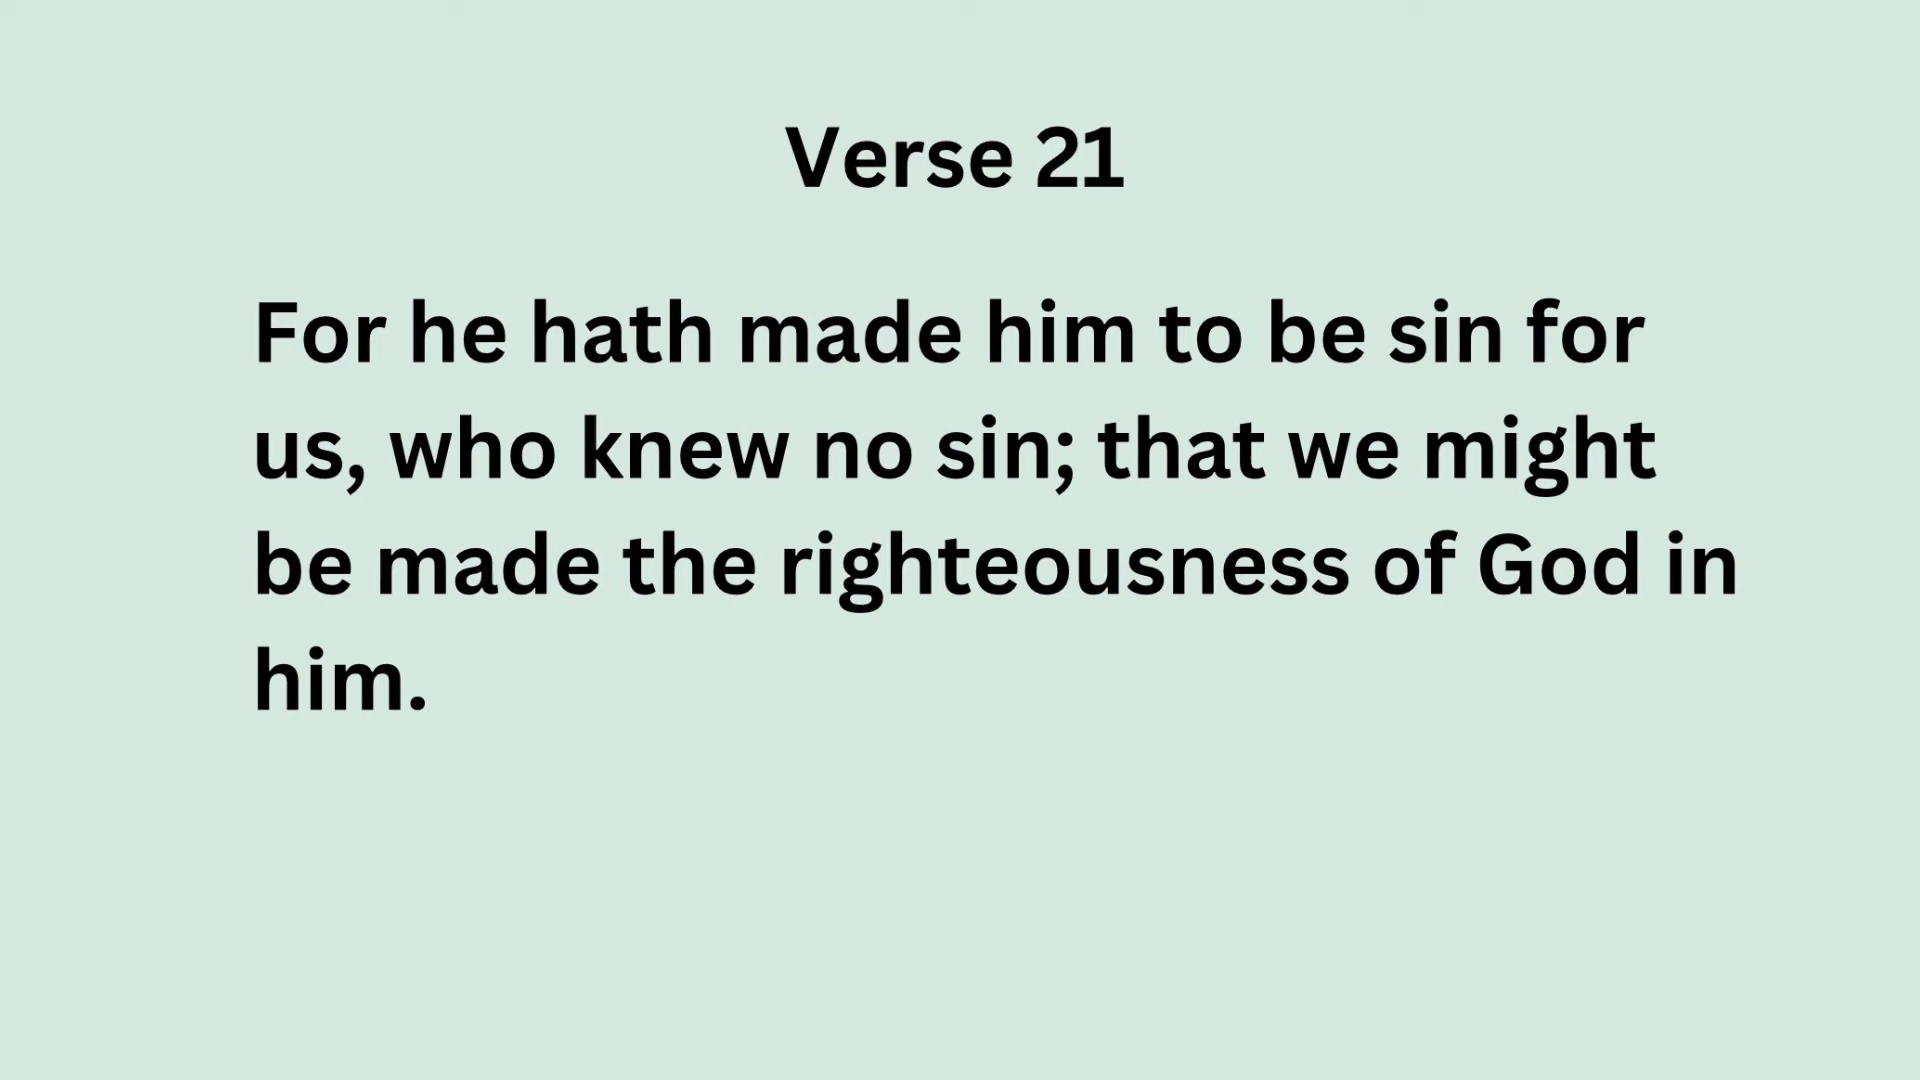 Verse 21
For he hath made him to be sin for
us, who knew no sin; that we might
be made the righteousness of God in
him.